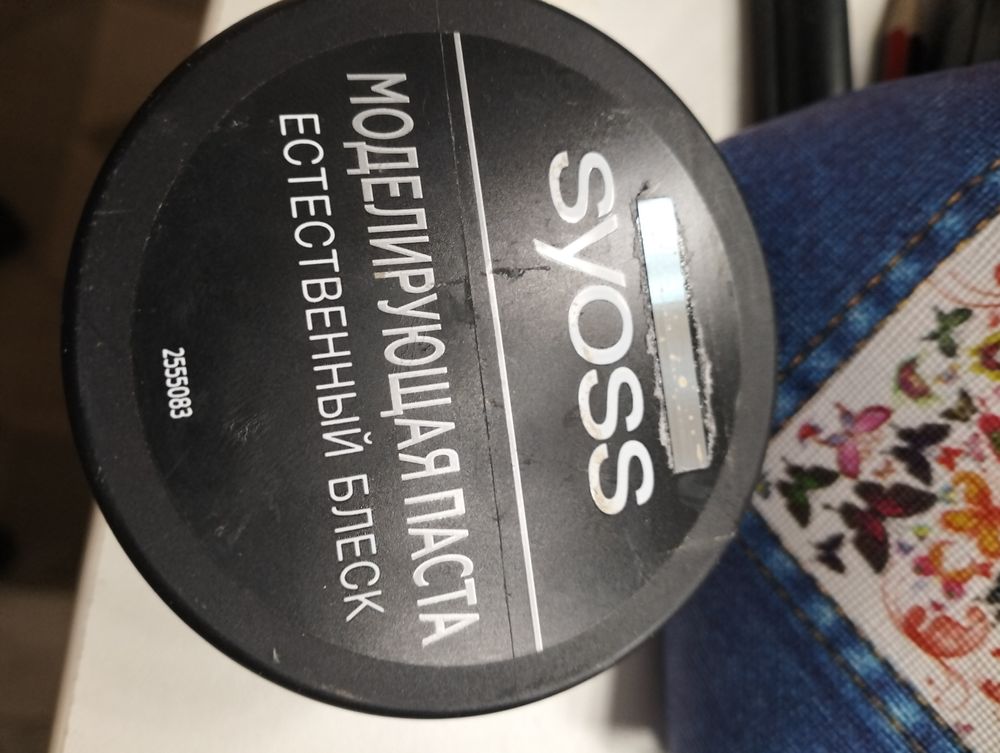 syoss
МОДЕЛИРУЮЩАЯ ПАСТА
ЕСТЕСТВЕННЫЙ БЛЕСК
2555083